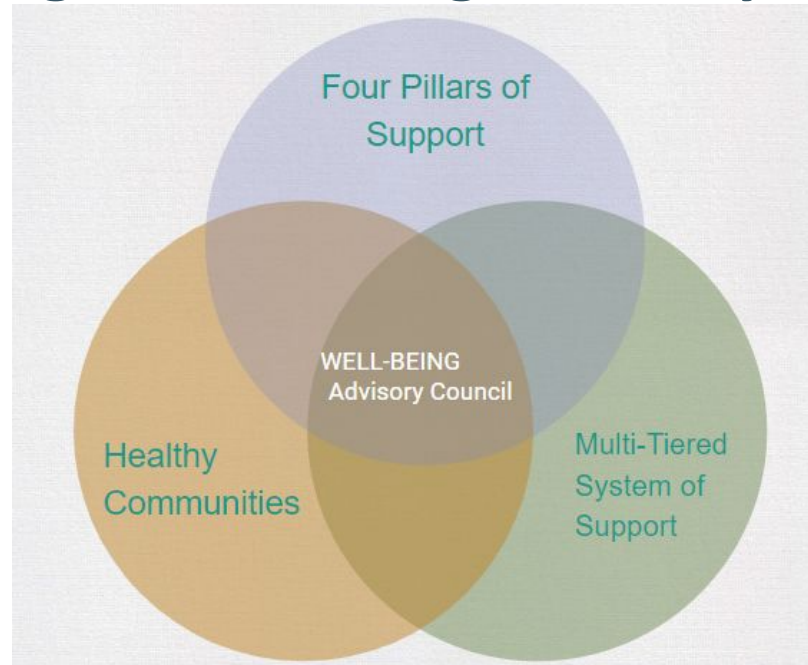 Four Pillars of
Support
WELL-BEING
Advisory Council
Healthy
Communities
Multi-Tiered
System of
Support